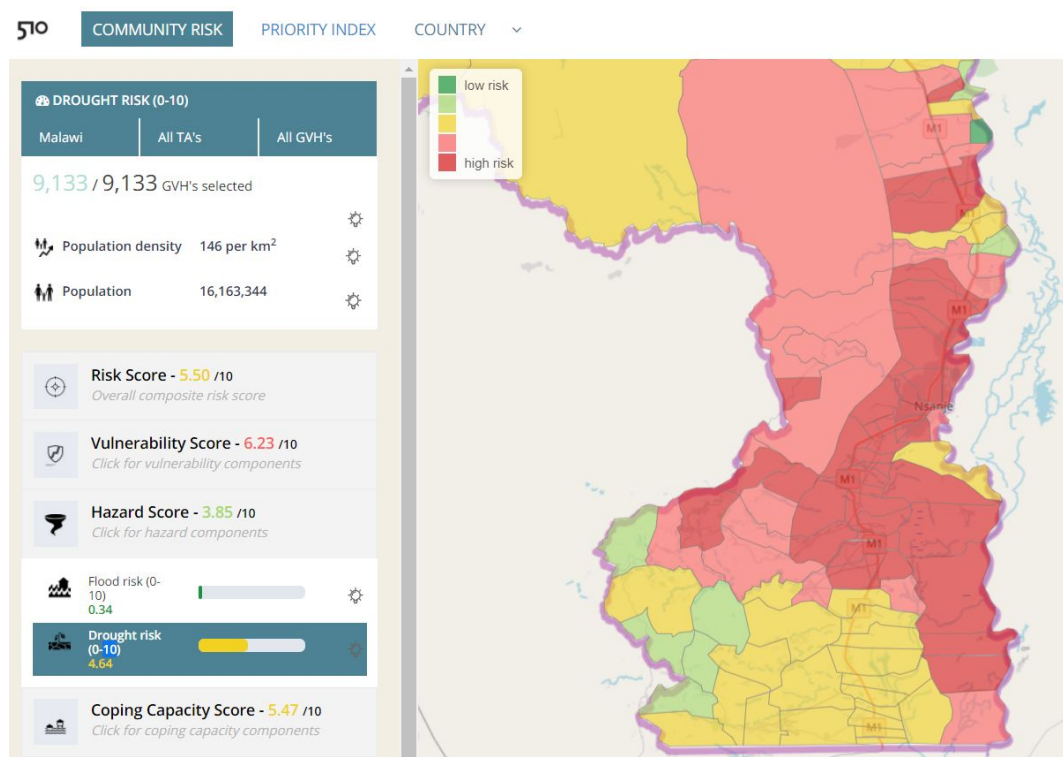 510
COMMUNITY RISK
PRIORITY INDEX
COUNTRY
DROUGHT RISK (0-10)
Malawi
All TA's
All GVH's
9,133 / 9,133 GVH's selected
Population density 146 per km²
Population 16,163,344
Risk Score - 5.50 /10
Overall composite risk score
Vulnerability Score - 6.23 /10
Click for vulnerability components
Hazard Score - 3.85 /10
Click for hazard components
Flood risk (0-
10)
0.34
Drought risk
(0-10)
4.64
Coping Capacity Score - 5.47 /10
Click for coping capacity components
low risk
high risk
M1
M1
M1
Nsanje
M1
M1
M1
M1